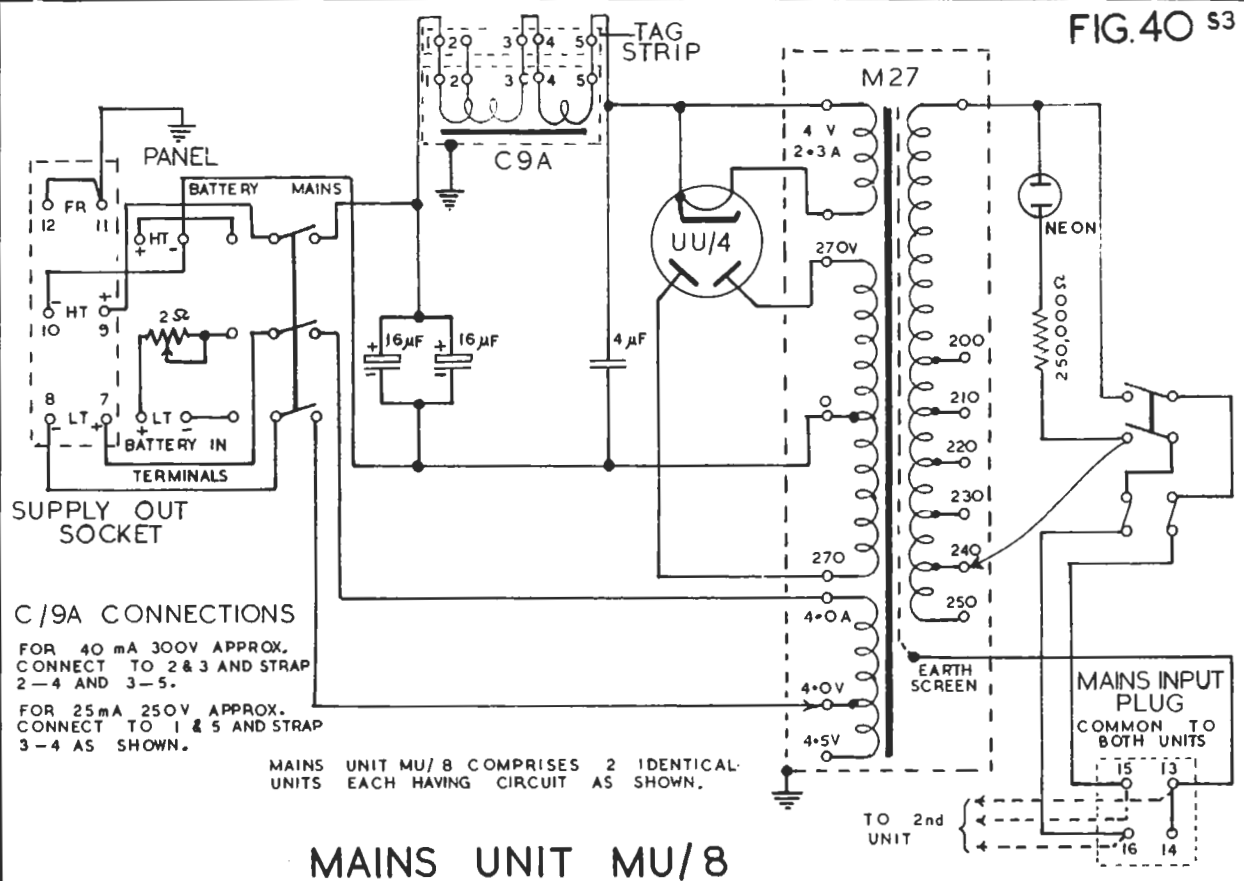 FIG.40 S3
TAG
STRIP
1 2 3 4 5
1 2 3 C 4 5
C9A
M27
PANEL
BATTERY MAINS
FR
12 11
HT
+ -
- +
HT
10 9
2 Ω
8 7
LT
- +
LT
+ -
BATTERY IN
TERMINALS
SUPPLY OUT
SOCKET
+ 16µF -
+ 16µF -
4µF
UU/4
4 V
2•3A
270V
0
270
4•0A
4•0V
4•5V
NEON
250,000Ω
200
210
220
230
240
250
EARTH
SCREEN
MAINS INPUT
PLUG
COMMON TO
BOTH UNITS
15 13
16 14
TO 2nd
UNIT
C/9A CONNECTIONS
FOR 40 mA 300V APPROX.
CONNECT TO 2 & 3 AND STRAP
2—4 AND 3—5.
FOR 25mA 250V APPROX.
CONNECT TO 1 & 5 AND STRAP
3—4 AS SHOWN.
MAINS UNIT MU/8 COMPRISES 2 IDENTICAL
UNITS EACH HAVING CIRCUIT AS SHOWN.
MAINS UNIT MU/8